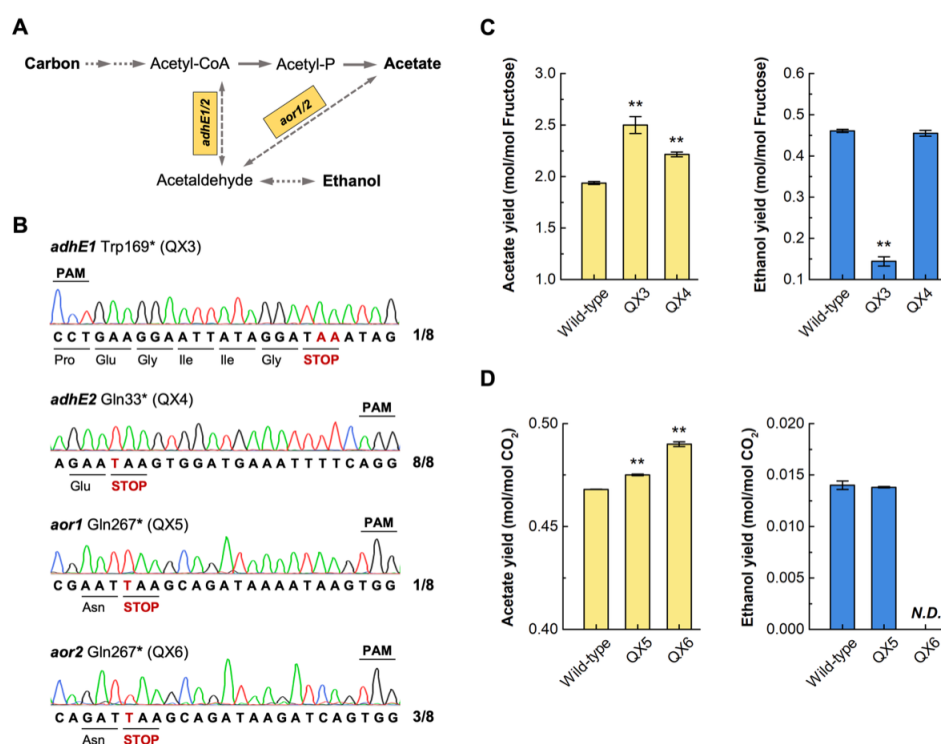 A
Carbon Acetyl-CoA Acetyl-P Acetate
adhE1/2
aor1/2
Acetaldehyde Ethanol
B
adhE1 Trp169* (QX3)
PAM
CCTGAAGGAATTATAGGATAAATAG 1/8
Pro Glu Gly Ile Ile Gly STOP
adhE2 Gln33* (QX4)
PAM
AGAATAAGTGGATGAAATTTTCAGG 8/8
Glu STOP
aor1 Gln267* (QX5)
PAM
CGAATTAAGCAGATAAAATAAGTGG 1/8
Asn STOP
aor2 Gln267* (QX6)
PAM
CAGATTAAGCAGATAAGATCAGTGG 3/8
Asn STOP
C
Acetate yield (mol/mol Fructose)
3.0
2.5
2.0
1.5
1.0
**
**
Wild-type QX3 QX4
Ethanol yield (mol/mol Fructose)
0.6
0.5
0.4
0.3
0.2
0.1
**
Wild-type QX3 QX4
D
Acetate yield (mol/mol CO₂)
0.50
0.45
0.40
**
**
Wild-type QX5 QX6
Ethanol yield (mol/mol CO₂)
0.020
0.015
0.010
0.005
0.000
N.D.
Wild-type QX5 QX6